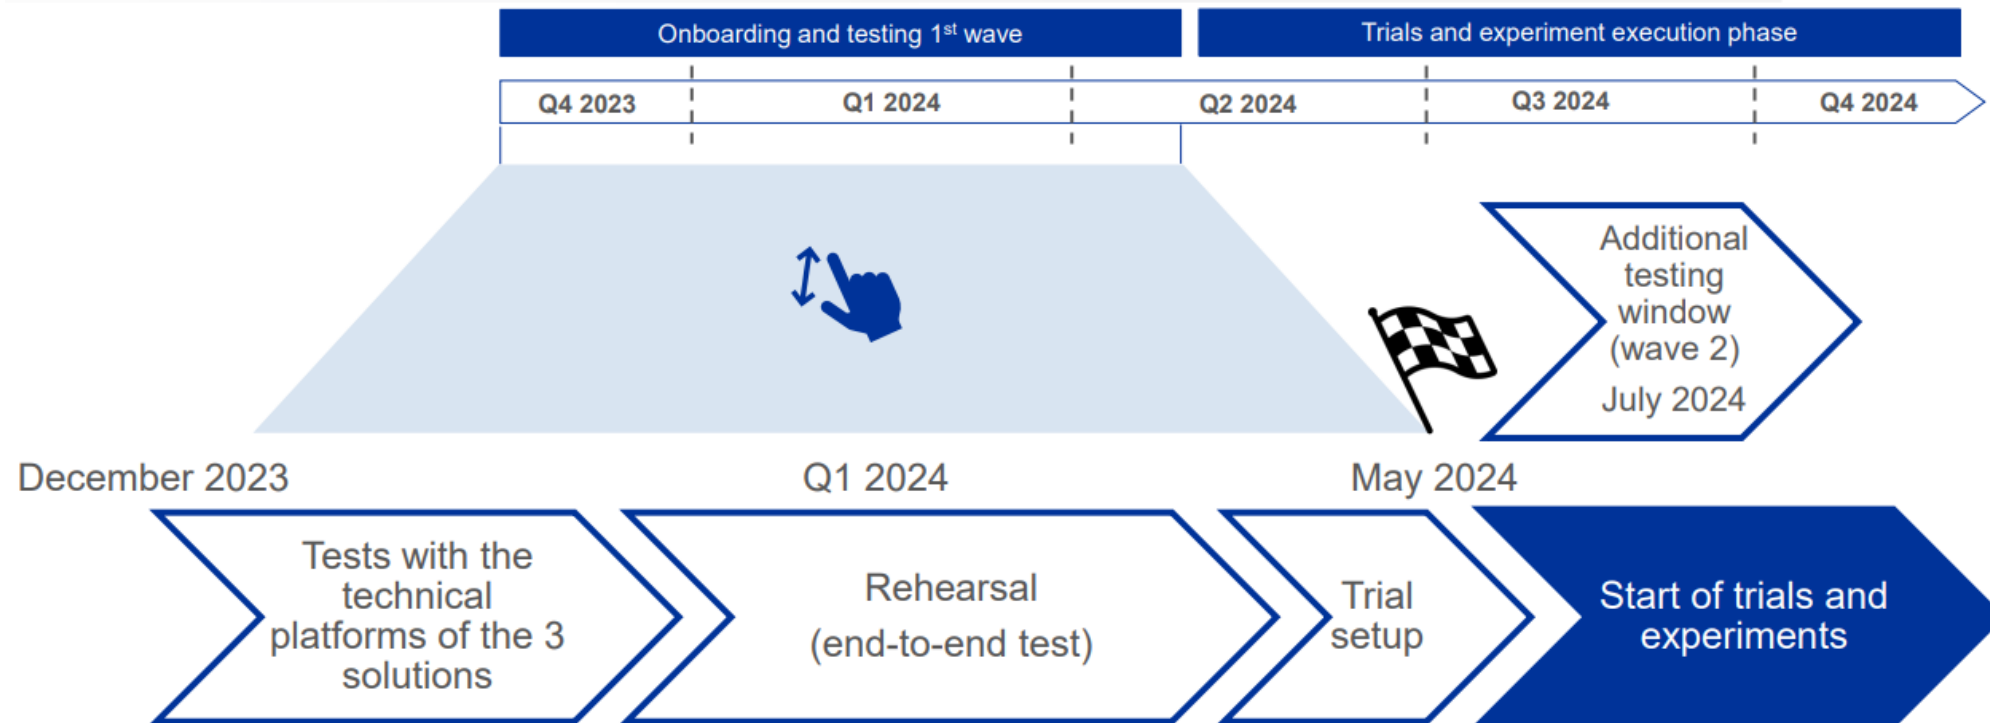 Onboarding and testing 1st wave
Trials and experiment execution phase
Q4 2023
Q1 2024
Q2 2024
Q3 2024
Q4 2024
Additional
testing
window
(wave 2)
July 2024
December 2023
Q1 2024
May 2024
Tests with the
technical
platforms of the 3
solutions
Rehearsal
(end-to-end test)
Trial
setup
Start of trials and
experiments